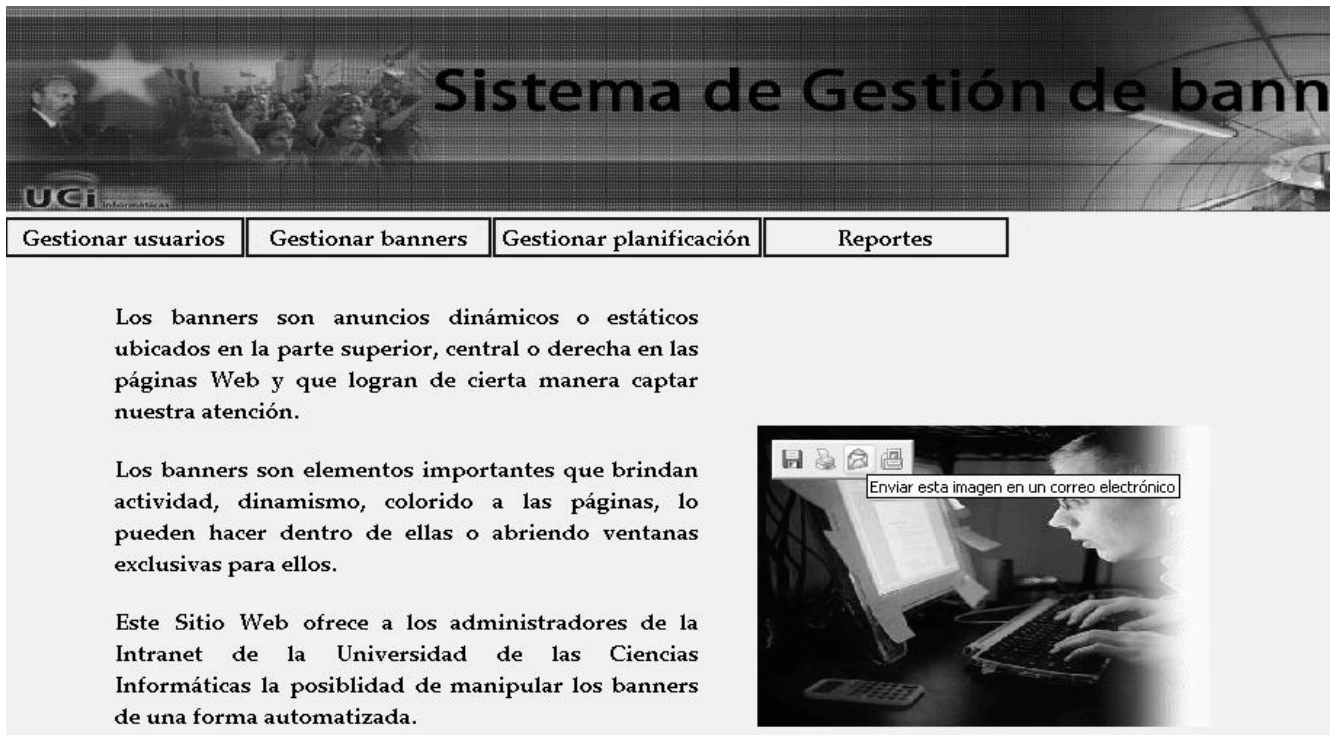 Sistema de Gestión de bann
UCi
informáticas
Gestionar usuarios
Gestionar banners
Gestionar planificación
Reportes
Los banners son anuncios dinámicos o estáticos
ubicados en la parte superior, central o derecha en las
páginas Web y que logran de cierta manera captar
nuestra atención.
Los banners son elementos importantes que brindan
actividad, dinamismo, colorido a las páginas, lo
pueden hacer dentro de ellas o abriendo ventanas
exclusivas para ellos.
Este Sitio Web ofrece a los administradores de la
Intranet de la Universidad de las Ciencias
Informáticas la posiblidad de manipular los banners
de una forma automatizada.
Enviar esta imagen en un correo electrónico